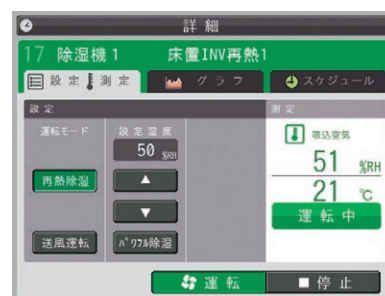 詳細
17 除湿機1 床置INV再熱1
設定 測定 グラフ スケジュール
設定 測定
運転モード 設定湿度 吸込空気
50 %RH
51 %RH
再熱除湿
21 ℃
運転中
送風運転 パワフル除湿
運転 停止